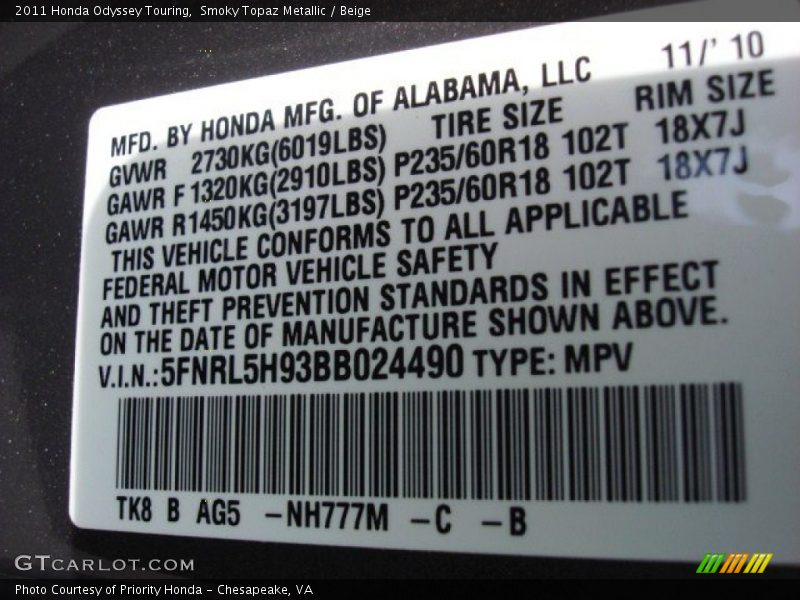 2011 Honda Odyssey Touring,  Smoky Topaz Metallic / Beige
MFD. BY HONDA MFG. OF ALABAMA, LLC 11/' 10
GVWR 2730KG(6019LBS) TIRE SIZE RIM SIZE
GAWR F 1320KG(2910LBS) P235/60R18 102T 18X7J
GAWR R1450KG(3197LBS) P235/60R18 102T 18X7J
THIS VEHICLE CONFORMS TO ALL APPLICABLE
FEDERAL MOTOR VEHICLE SAFETY
AND THEFT PREVENTION STANDARDS IN EFFECT
ON THE DATE OF MANUFACTURE SHOWN ABOVE.
V.I.N.:5FNRL5H93BB024490 TYPE: MPV
TK8 B AG5 -NH777M -C -B
GTCARLOT.COM
Photo Courtesy of Priority Honda - Chesapeake, VA